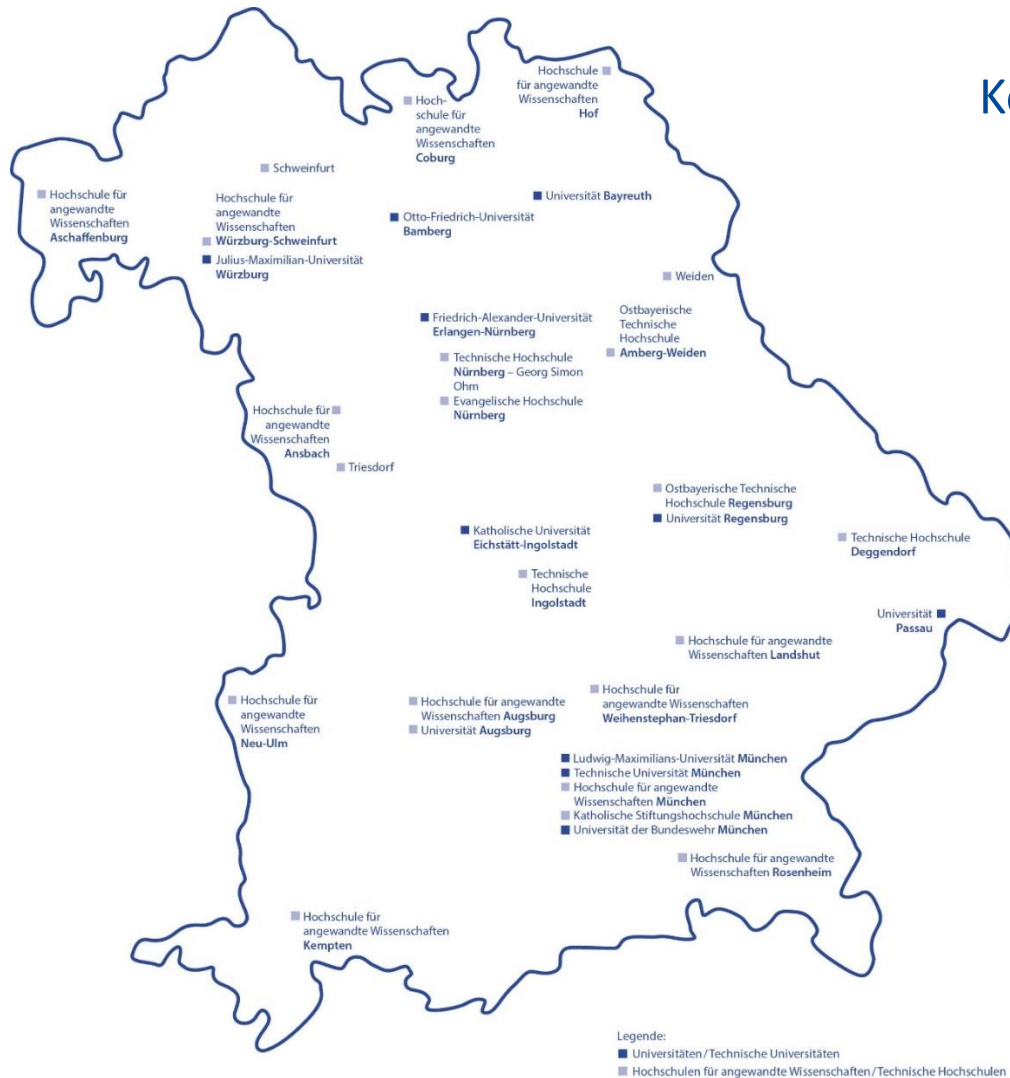 Hochschule
für angewandte
Wissenschaften
Hof
Hoch-
schule für
angewandte
Wissenschaften
Coburg
Schweinfurt
Hochschule für
angewandte
Wissenschaften
Aschaffenburg
Hochschule für
angewandte
Wissenschaften
Würzburg-Schweinfurt
Julius-Maximilian-Universität
Würzburg
Otto-Friedrich-Universität
Bamberg
Universität Bayreuth
Weiden
Ostbayerische
Technische
Hochschule
Amberg-Weiden
Friedrich-Alexander-Universität
Erlangen-Nürnberg
Technische Hochschule
Nürnberg – Georg Simon
Ohm
Evangelische Hochschule
Nürnberg
Hochschule für
angewandte
Wissenschaften
Ansbach
Triesdorf
Ostbayerische Technische
Hochschule Regensburg
Universität Regensburg
Katholische Universität
Eichstätt-Ingolstadt
Technische Hochschule
Deggendorf
Technische
Hochschule
Ingolstadt
Universität
Passau
Hochschule für angewandte
Wissenschaften Landshut
Hochschule für
angewandte
Wissenschaften
Neu-Ulm
Hochschule für angewandte
Wissenschaften Augsburg
Universität Augsburg
Hochschule für
angewandte Wissenschaften
Weihenstephan-Triesdorf
Ludwig-Maximilians-Universität München
Technische Universität München
Hochschule für angewandte
Wissenschaften München
Katholische Stiftungshochschule München
Universität der Bundeswehr München
Hochschule für angewandte
Wissenschaften Rosenheim
Hochschule für
angewandte Wissenschaften
Kempten
Legende:
Universitäten/Technische Universitäten
Hochschulen für angewandte Wissenschaften/Technische Hochschulen